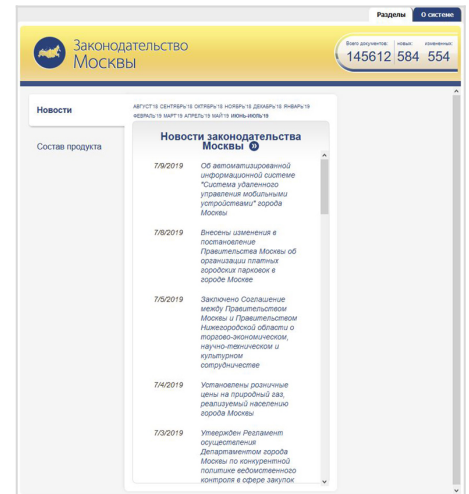 Разделы О системе
Законодательство
Москвы
Всего документов: новых: измененных:
145612 584 554
Новости
Состав продукта
АВГУСТ'18 СЕНТЯБРЬ'18 ОКТЯБРЬ'18 НОЯБРЬ'18 ДЕКАБРЬ'18 ЯНВАРЬ'19
ФЕВРАЛЬ'19 МАРТ'19 АПРЕЛЬ'19 МАЙ'19 ИЮНЬ-ИЮЛЬ'19
Новости законодательства
Москвы
7/9/2019 Об автоматизированной
информационной системе
"Система удаленного
управления мобильными
устройствами" города
Москвы
7/8/2019 Внесены изменения в
постановление
Правительства Москвы об
организации платных
городских парковок в
городе Москве
7/5/2019 Заключено Соглашение
между Правительством
Москвы и Правительством
Нижегородской области о
торгово-экономическом,
научно-техническом и
культурном
сотрудничестве
7/4/2019 Установлены розничные
цены на природный газ,
реализуемый населению
города Москвы
7/3/2019 Утвержден Регламент
осуществления
Департаментом города
Москвы по конкурентной
политике ведомственного
контроля в сфере закупок